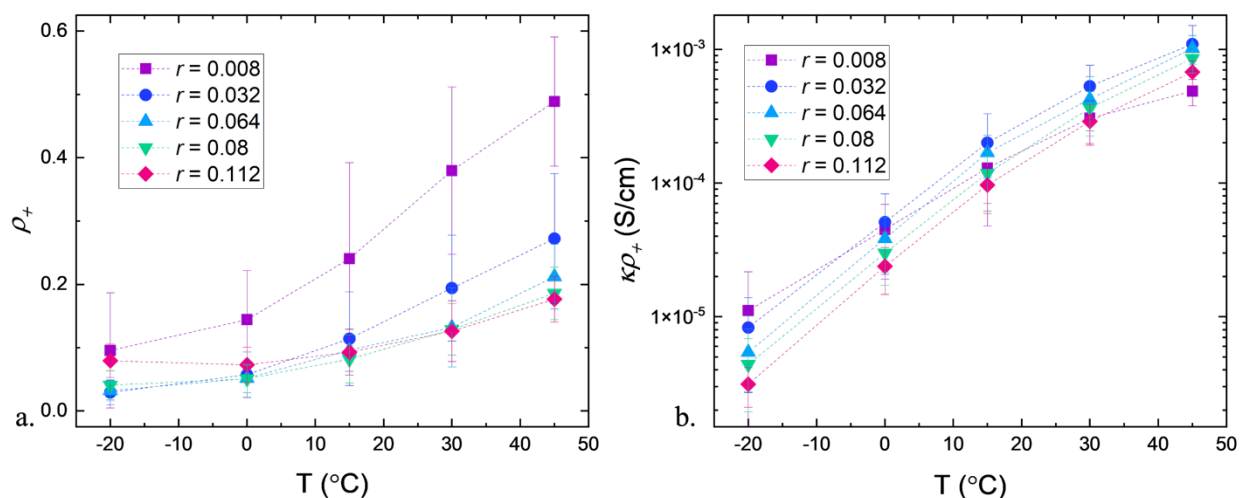 0.6
0.4
0.2
0.0
ρ+
r = 0.008
r = 0.032
r = 0.064
r = 0.08
r = 0.112
-20 -10 0 10 20 30 40 50
T (°C)
a.
1×10⁻³
1×10⁻⁴
1×10⁻⁵
κρ+ (S/cm)
r = 0.008
r = 0.032
r = 0.064
r = 0.08
r = 0.112
-20 -10 0 10 20 30 40 50
T (°C)
b.